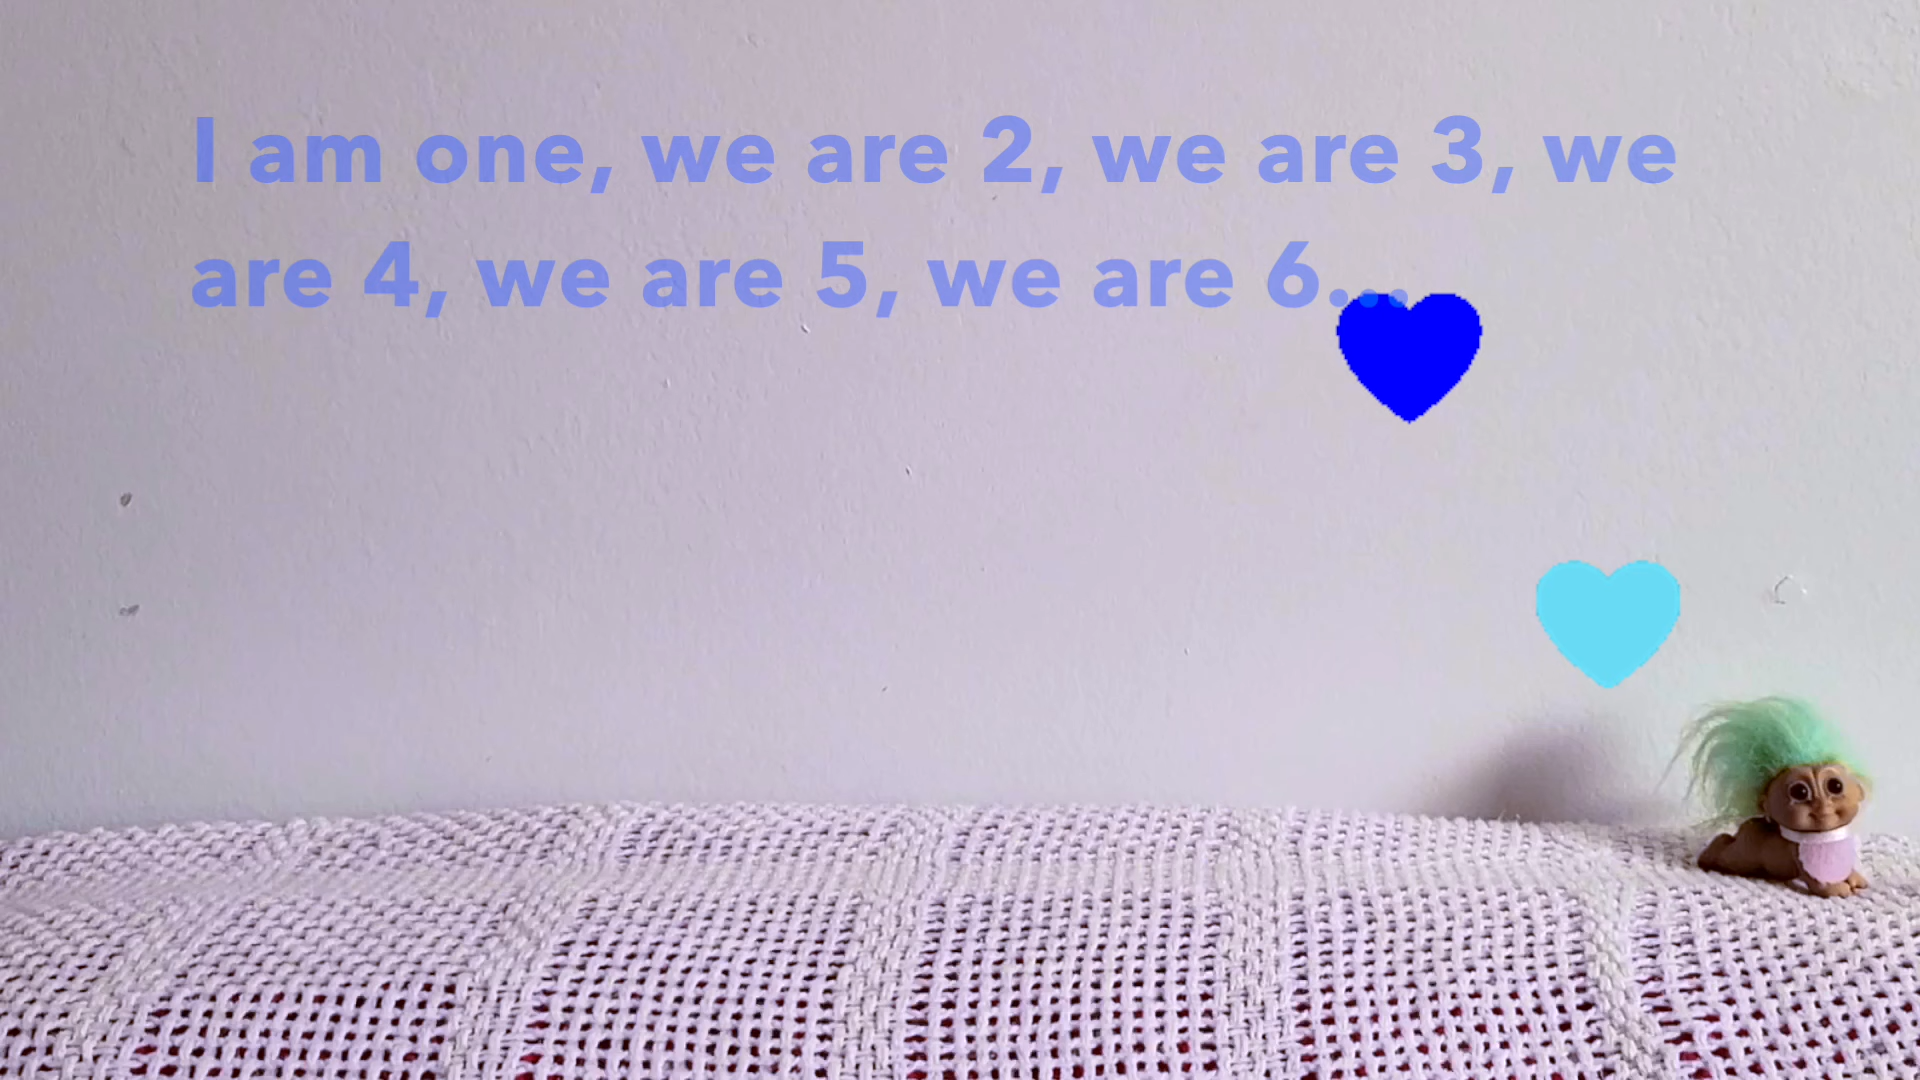 I am one, we are 2, we are 3, we
are 4, we are 5, we are 6...